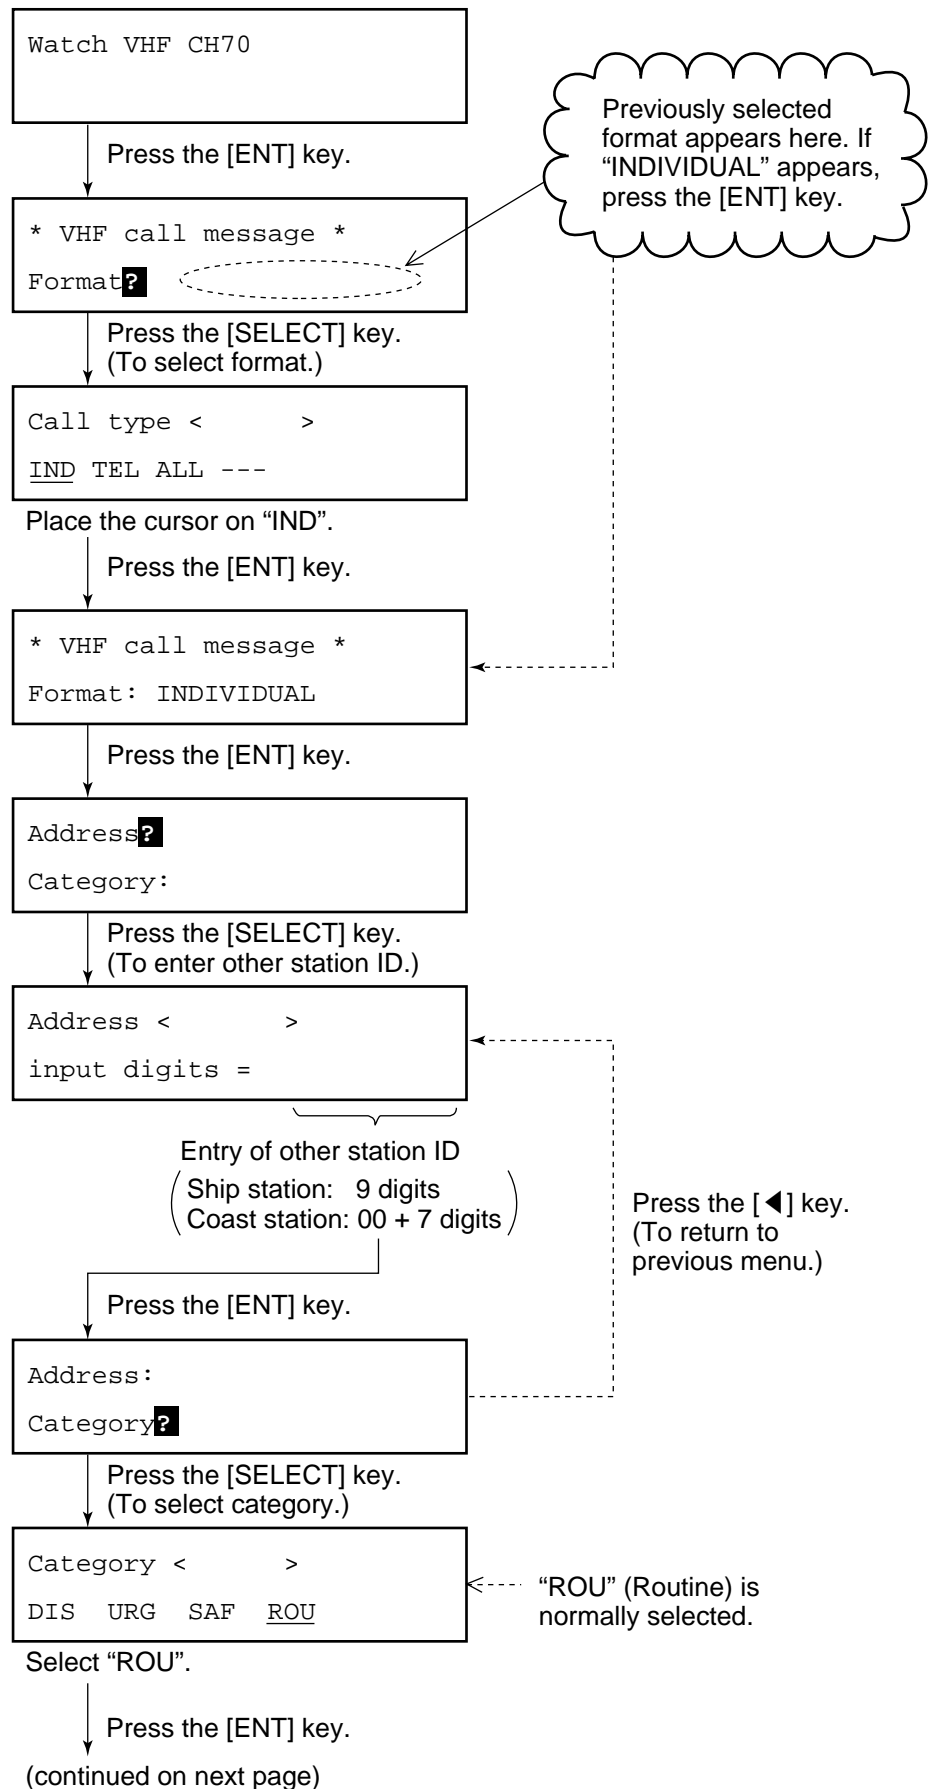 Watch VHF CH70
Previously selected
format appears here. If
“INDIVIDUAL” appears,
press the [ENT] key.
Press the [ENT] key.
* VHF call message *
Format?
Press the [SELECT] key.
(To select format.)
Call type <      >
IND TEL ALL ---
Place the cursor on “IND”.
Press the [ENT] key.
* VHF call message *
Format: INDIVIDUAL
Press the [ENT] key.
Address?
Category:
Press the [SELECT] key.
(To enter other station ID.)
Address <       >
input digits =
Entry of other station ID
(Ship station:   9 digits
Coast station: 00 + 7 digits)
Press the [◀] key.
(To return to
previous menu.)
Press the [ENT] key.
Address:
Category?
Press the [SELECT] key.
(To select category.)
Category <     >
DIS  URG  SAF  ROU
“ROU” (Routine) is
normally selected.
Select “ROU”.
Press the [ENT] key.
(continued on next page)